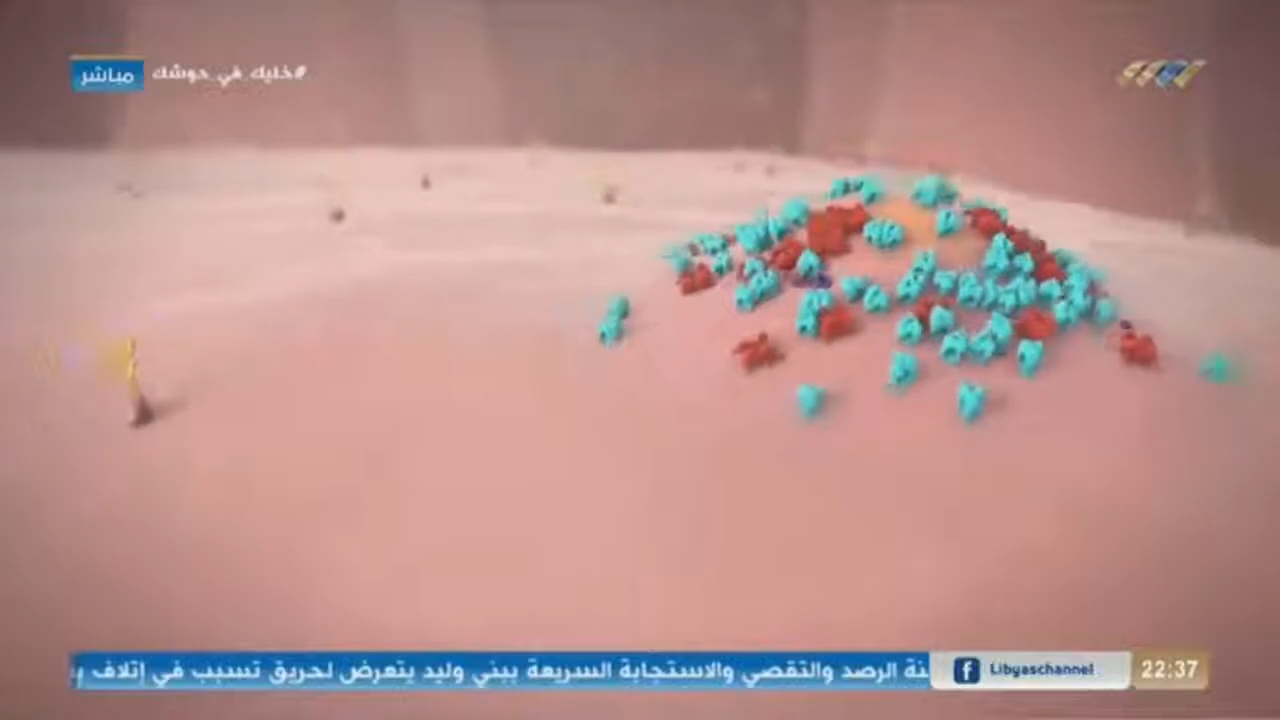 مباشر
#خليك_في_حوشك
نة الرصد والتقصي والاستجابة السريعة ببني وليد يتعرض لحريق تسبب في إتلاف
Libyaschannel
22:37